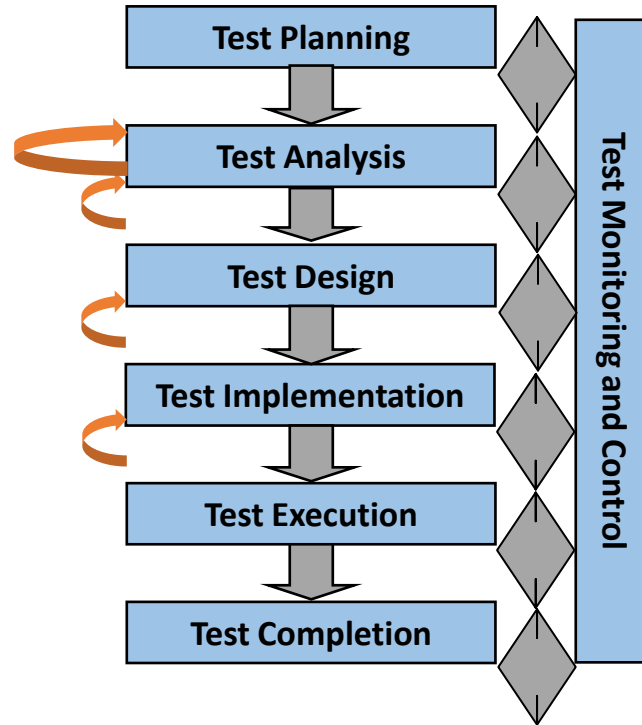 Test Planning
Test Analysis
Test Design
Test Implementation
Test Execution
Test Completion
Test Monitoring and Control